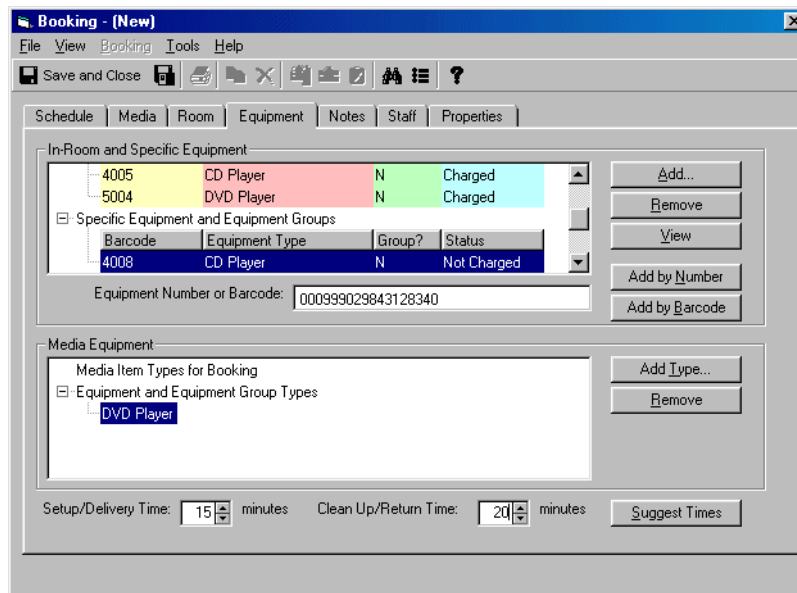 Booking - (New)
File View Booking Tools Help
Save and Close
Schedule Media Room Equipment Notes Staff Properties
In-Room and Specific Equipment
4005 CD Player N Charged
5004 DVD Player N Charged
Specific Equipment and Equipment Groups
Barcode Equipment Type Group? Status
4008 CD Player N Not Charged
Add...
Remove
View
Add by Number
Add by Barcode
Equipment Number or Barcode: 000999029843128340
Media Equipment
Media Item Types for Booking
Equipment and Equipment Group Types
DVD Player
Add Type...
Remove
Setup/Delivery Time: 15 minutes Clean Up/Return Time: 20 minutes Suggest Times